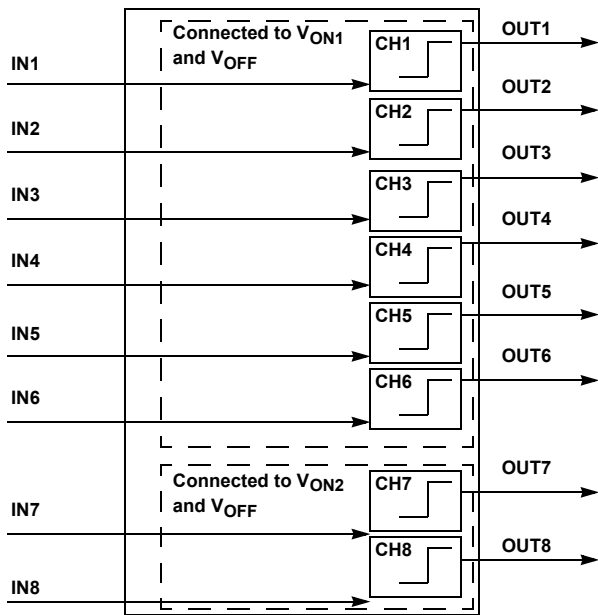 Connected to VON1
and VOFF
CH1
OUT1
IN1
CH2
OUT2
IN2
CH3
OUT3
IN3
CH4
OUT4
IN4
CH5
OUT5
IN5
CH6
OUT6
IN6
Connected to VON2
and VOFF
CH7
OUT7
IN7
CH8
OUT8
IN8